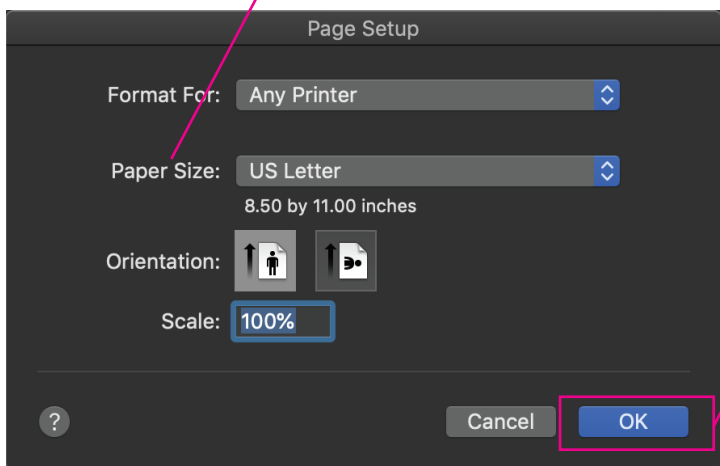 Page Setup
Format For: Any Printer
Paper Size: US Letter
8.50 by 11.00 inches
Orientation:
Scale: 100%
? Cancel OK